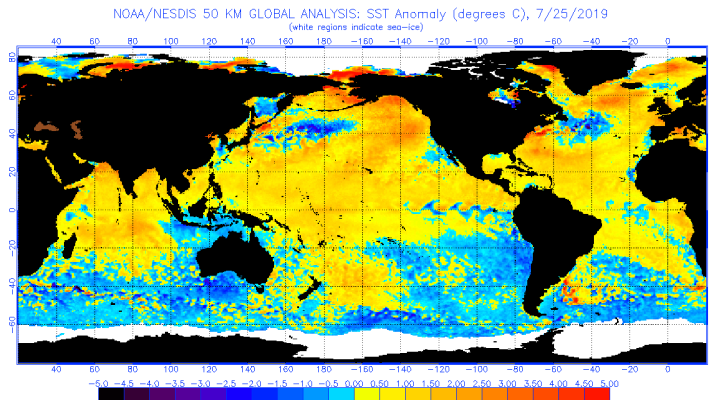 NOAA/NESDIS 50 KM GLOBAL ANALYSIS: SST Anomaly (degrees C), 7/25/2019
(white regions indicate sea-ice)
40 60 80 100 120 140 160 180 -160 -140 -120 -100 -80 -60 -40 -20 0
80
60
40
20
0
-20
-40
-60
40 60 80 100 120 140 160 180 -160 -140 -120 -100 -80 -60 -40 -20 0
-5.0 -4.5 -4.0 -3.5 -3.0 -2.5 -2.0 -1.5 -1.0 -0.5 0.00 0.50 1.00 1.50 2.00 2.50 3.00 3.50 4.00 4.50 5.00